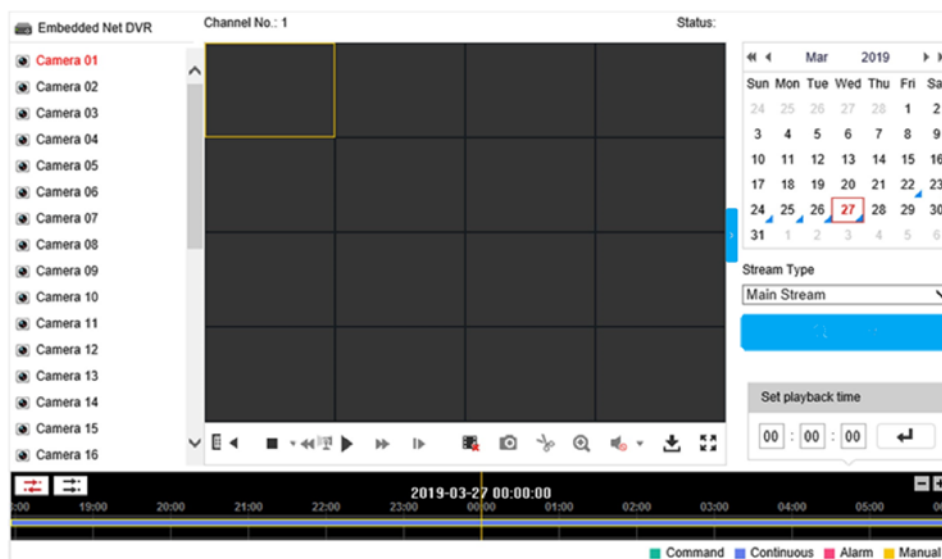 Embedded Net DVR
Channel No.: 1
Status:
Camera 01
Camera 02
Camera 03
Camera 04
Camera 05
Camera 06
Camera 07
Camera 08
Camera 09
Camera 10
Camera 11
Camera 12
Camera 13
Camera 14
Camera 15
Camera 16
Mar 2019
Sun Mon Tue Wed Thu Fri Sa
24 25 26 27 28 1 2
3 4 5 6 7 8 9
10 11 12 13 14 15 16
17 18 19 20 21 22 23
24 25 26 27 28 29 30
31 1 2 3 4 5 6
Stream Type
Main Stream
Set playback time
00 : 00 : 00
2019-03-27 00:00:00
:00 19:00 20:00 21:00 22:00 23:00 00:00 01:00 02:00 03:00 04:00 05:00
Command Continuous Alarm Manual